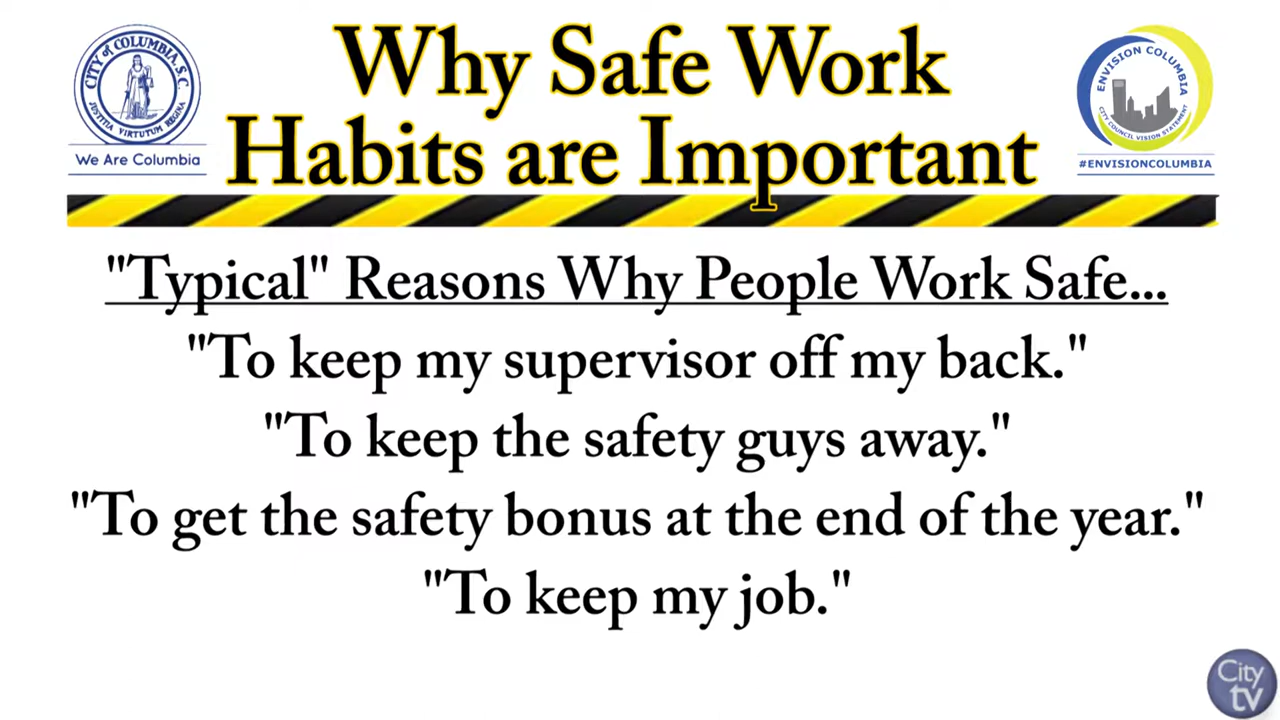 CITY of COLUMBIA, S.C.
JUSTITIA VIRTUTUM REGINA
We Are Columbia
Why Safe Work
Habits are Important
ENVISION COLUMBIA
CITY COUNCIL VISION STATEMENT
#ENVISIONCOLUMBIA
"Typical" Reasons Why People Work Safe...
"To keep my supervisor off my back."
"To keep the safety guys away."
"To get the safety bonus at the end of the year."
"To keep my job."
City
tv